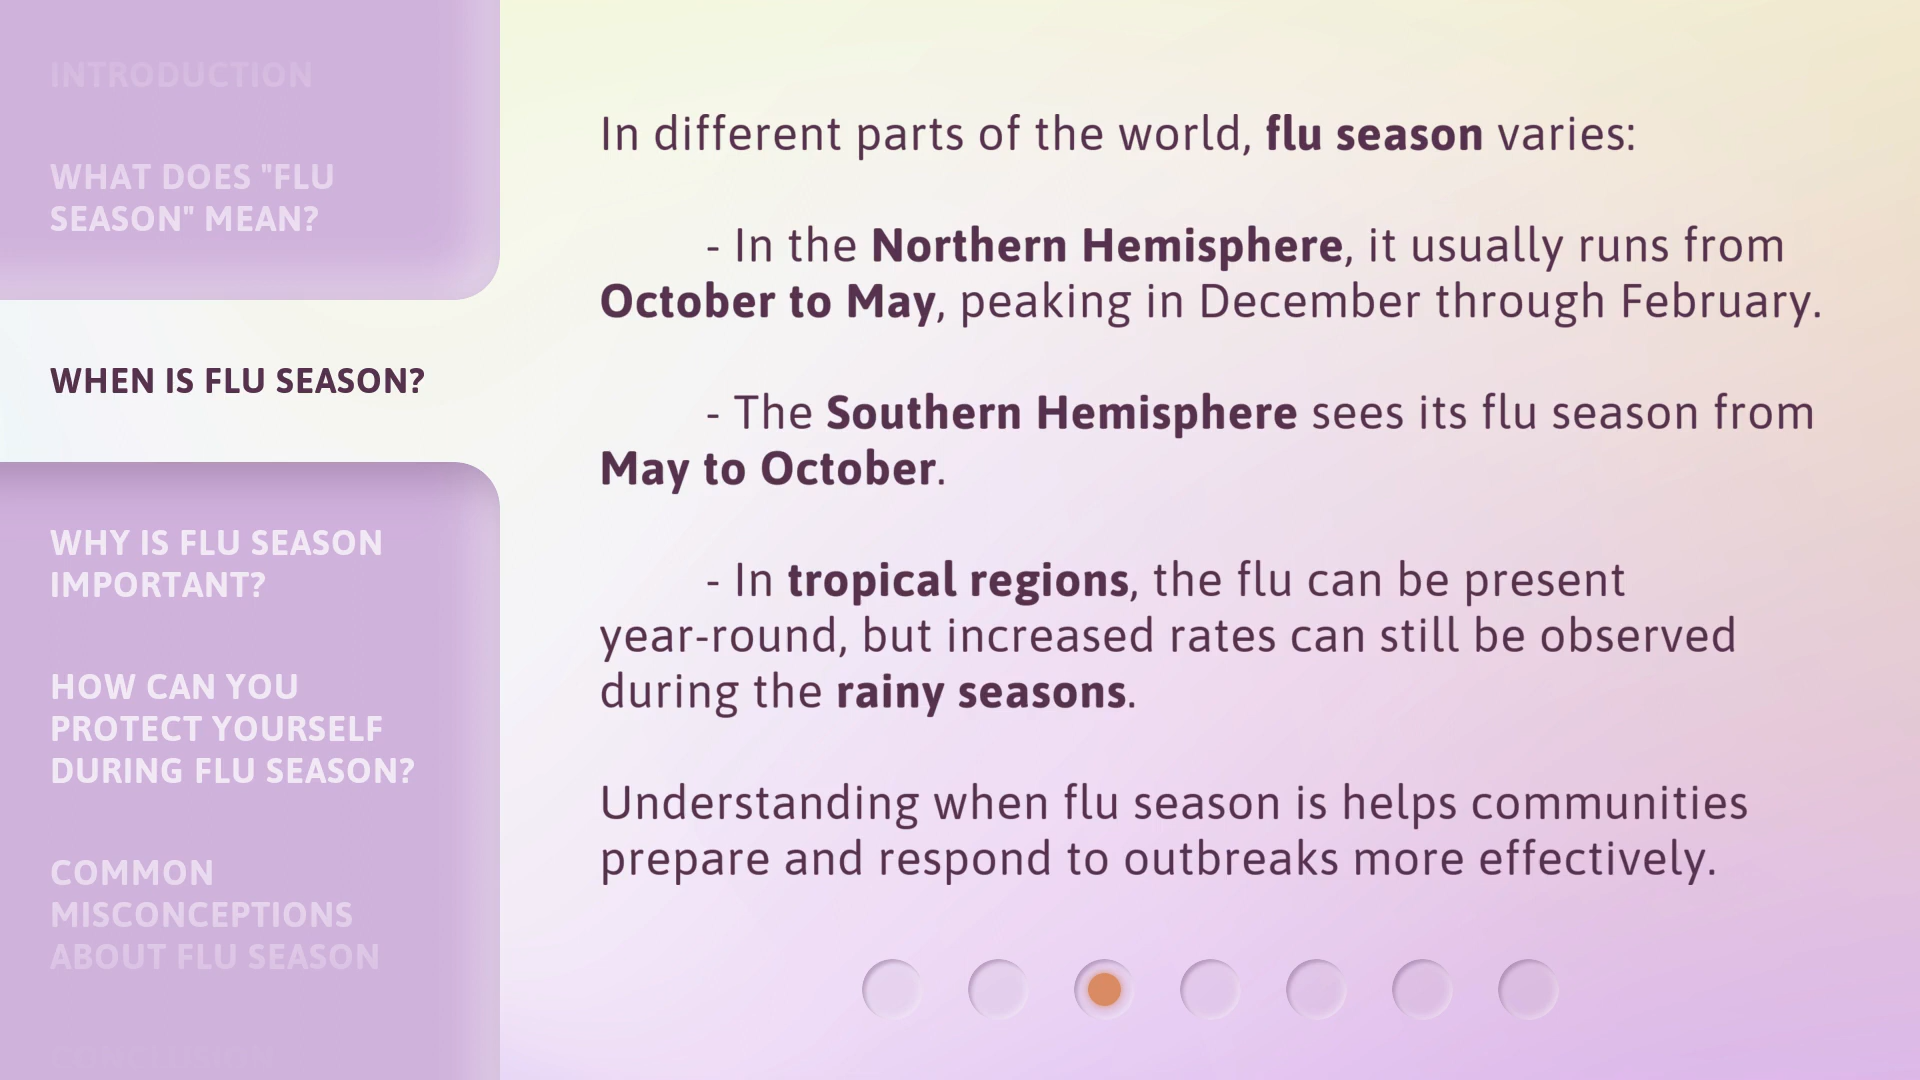 INTRODUCTION
WHAT DOES "FLU
SEASON" MEAN?
WHEN IS FLU SEASON?
WHY IS FLU SEASON
IMPORTANT?
HOW CAN YOU
PROTECT YOURSELF
DURING FLU SEASON?
COMMON
MISCONCEPTIONS
ABOUT FLU SEASON
CONCLUSION
In different parts of the world, flu season varies:
- In the Northern Hemisphere, it usually runs from
October to May, peaking in December through February.
- The Southern Hemisphere sees its flu season from
May to October.
- In tropical regions, the flu can be present
year-round, but increased rates can still be observed
during the rainy seasons.
Understanding when flu season is helps communities
prepare and respond to outbreaks more effectively.